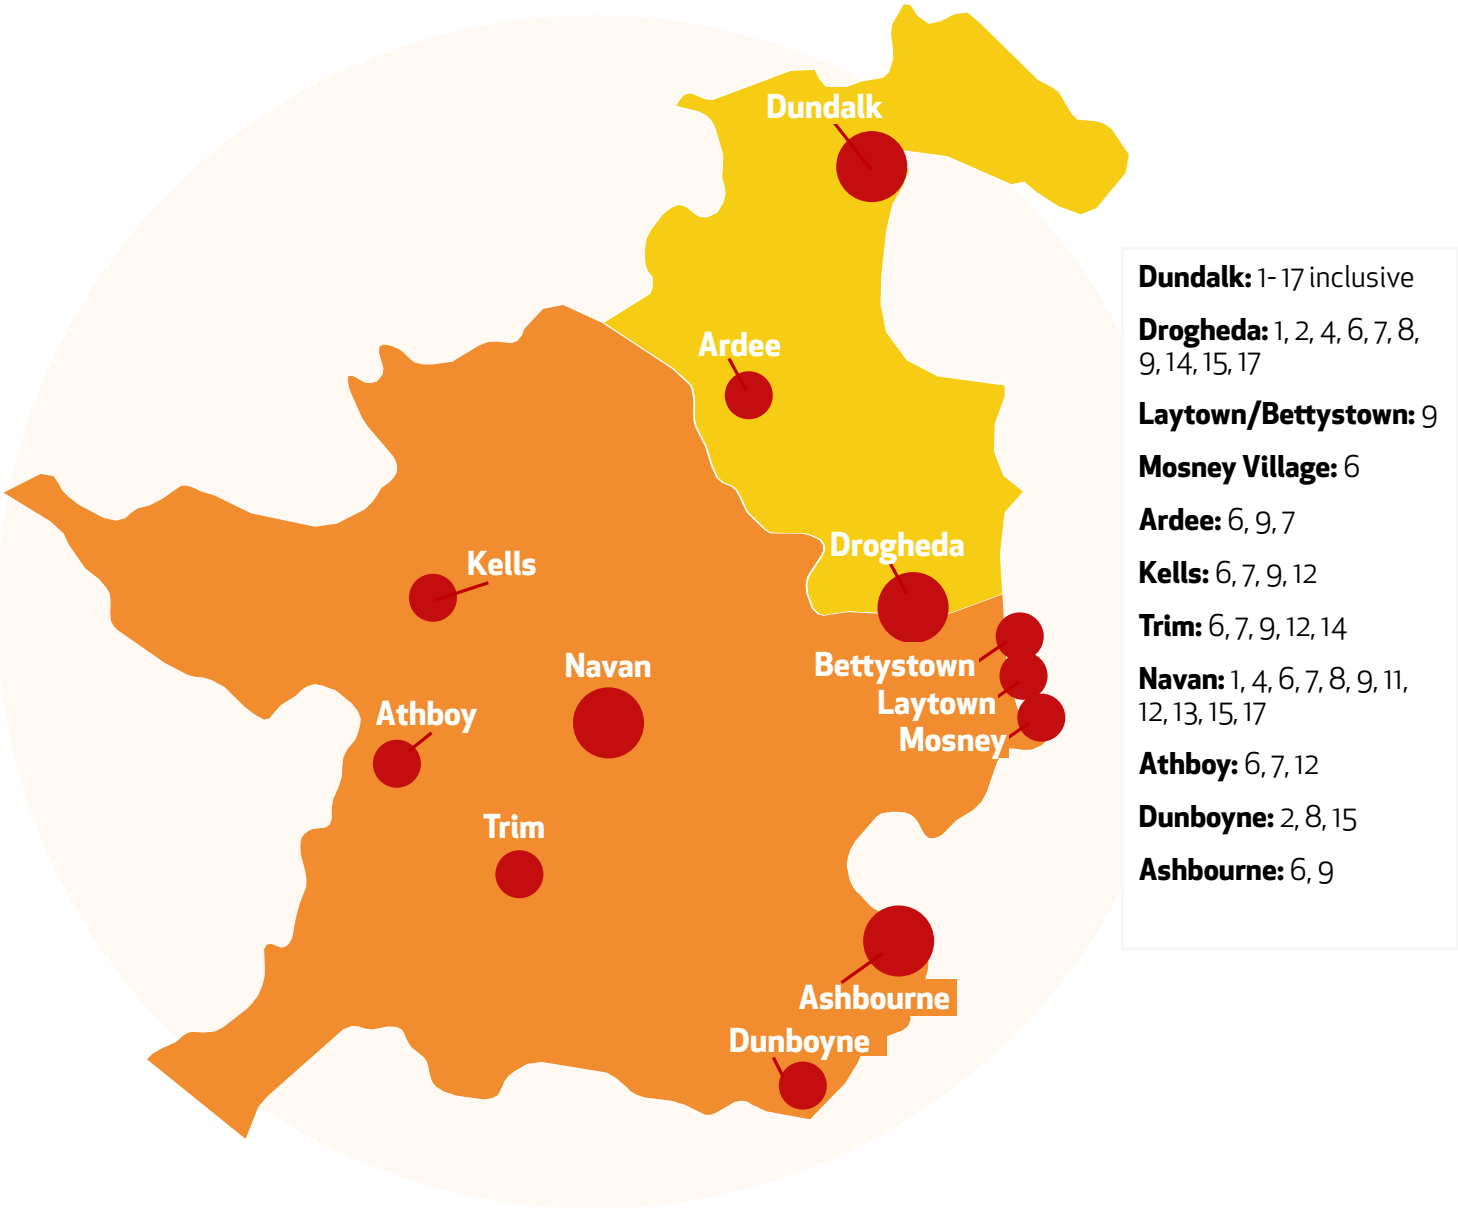 Dundalk
Ardee
Drogheda
Kells
Navan
Bettystown
Laytown
Mosney
Athboy
Trim
Ashbourne
Dunboyne
Dundalk: 1- 17 inclusive
Drogheda: 1, 2, 4, 6, 7, 8,
9, 14, 15, 17
Laytown/Bettystown: 9
Mosney Village: 6
Ardee: 6, 9, 7
Kells: 6, 7, 9, 12
Trim: 6, 7, 9, 12, 14
Navan: 1, 4, 6, 7, 8, 9, 11,
12, 13, 15, 17
Athboy: 6, 7, 12
Dunboyne: 2, 8, 15
Ashbourne: 6, 9